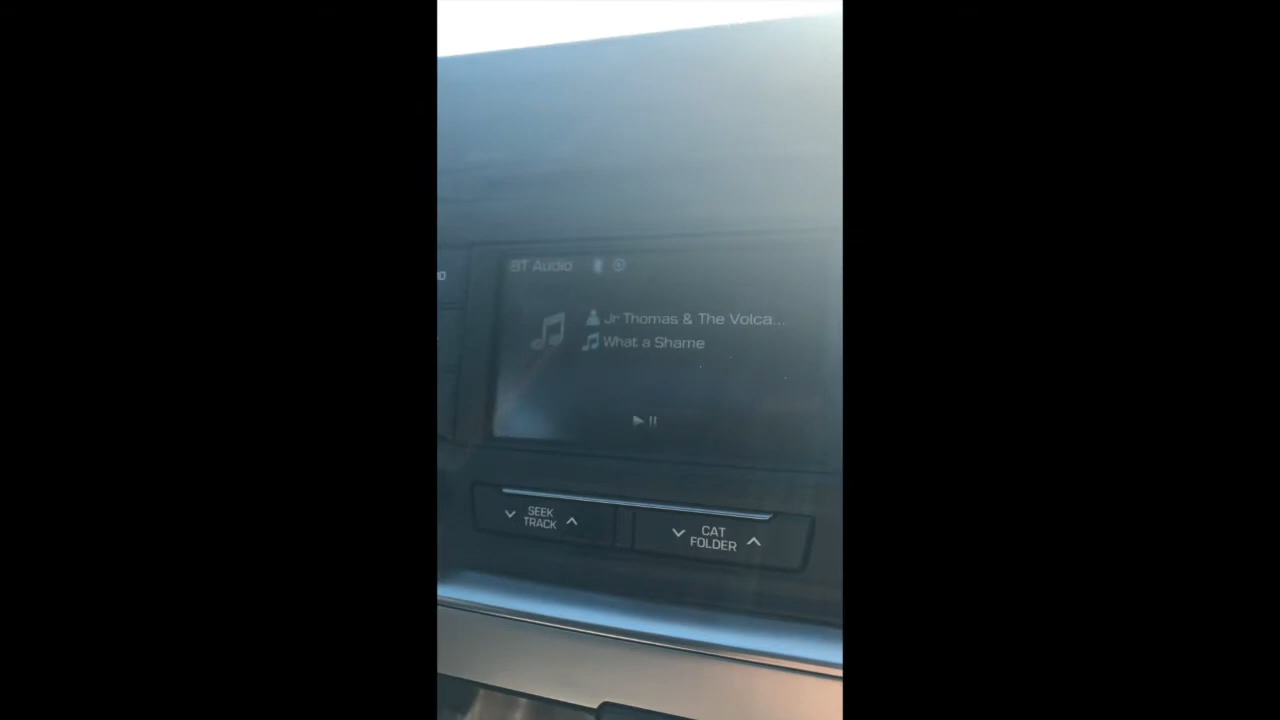 BT Audio
Jr Thomas & The Volca...
What a Shame
SEEK
TRACK
CAT
FOLDER